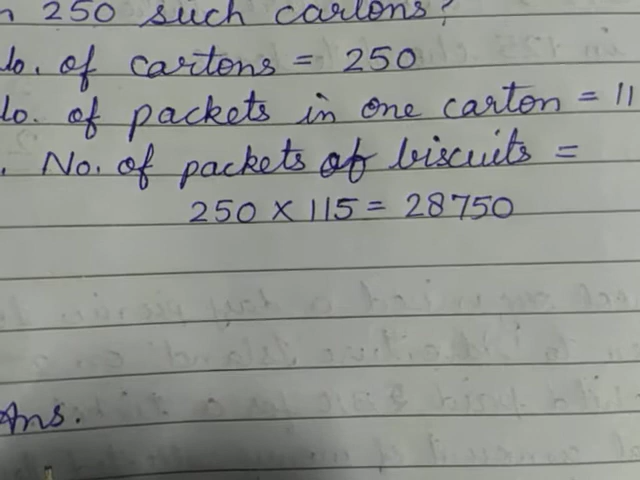 250 such cartons?
No. of cartons = 250
No. of packets in one carton = 11
. No. of packets of biscuits =
250 × 115 = 28750
Ans.